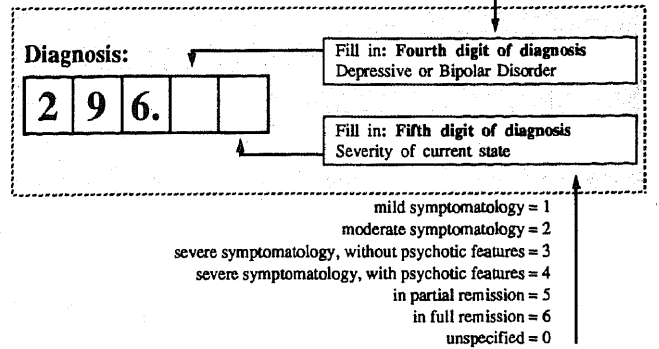 Fill in: Fourth digit of diagnosis
Diagnosis:
Depressive or Bipolar Disorder
2 9 6.
Fill in: Fifth digit of diagnosis
Severity of current state
mild symptomatology = 1
moderate symptomatology = 2
severe symptomatology, without psychotic features = 3
severe symptomatology, with psychotic features = 4
in partial remission = 5
in full remission = 6
unspecified = 0